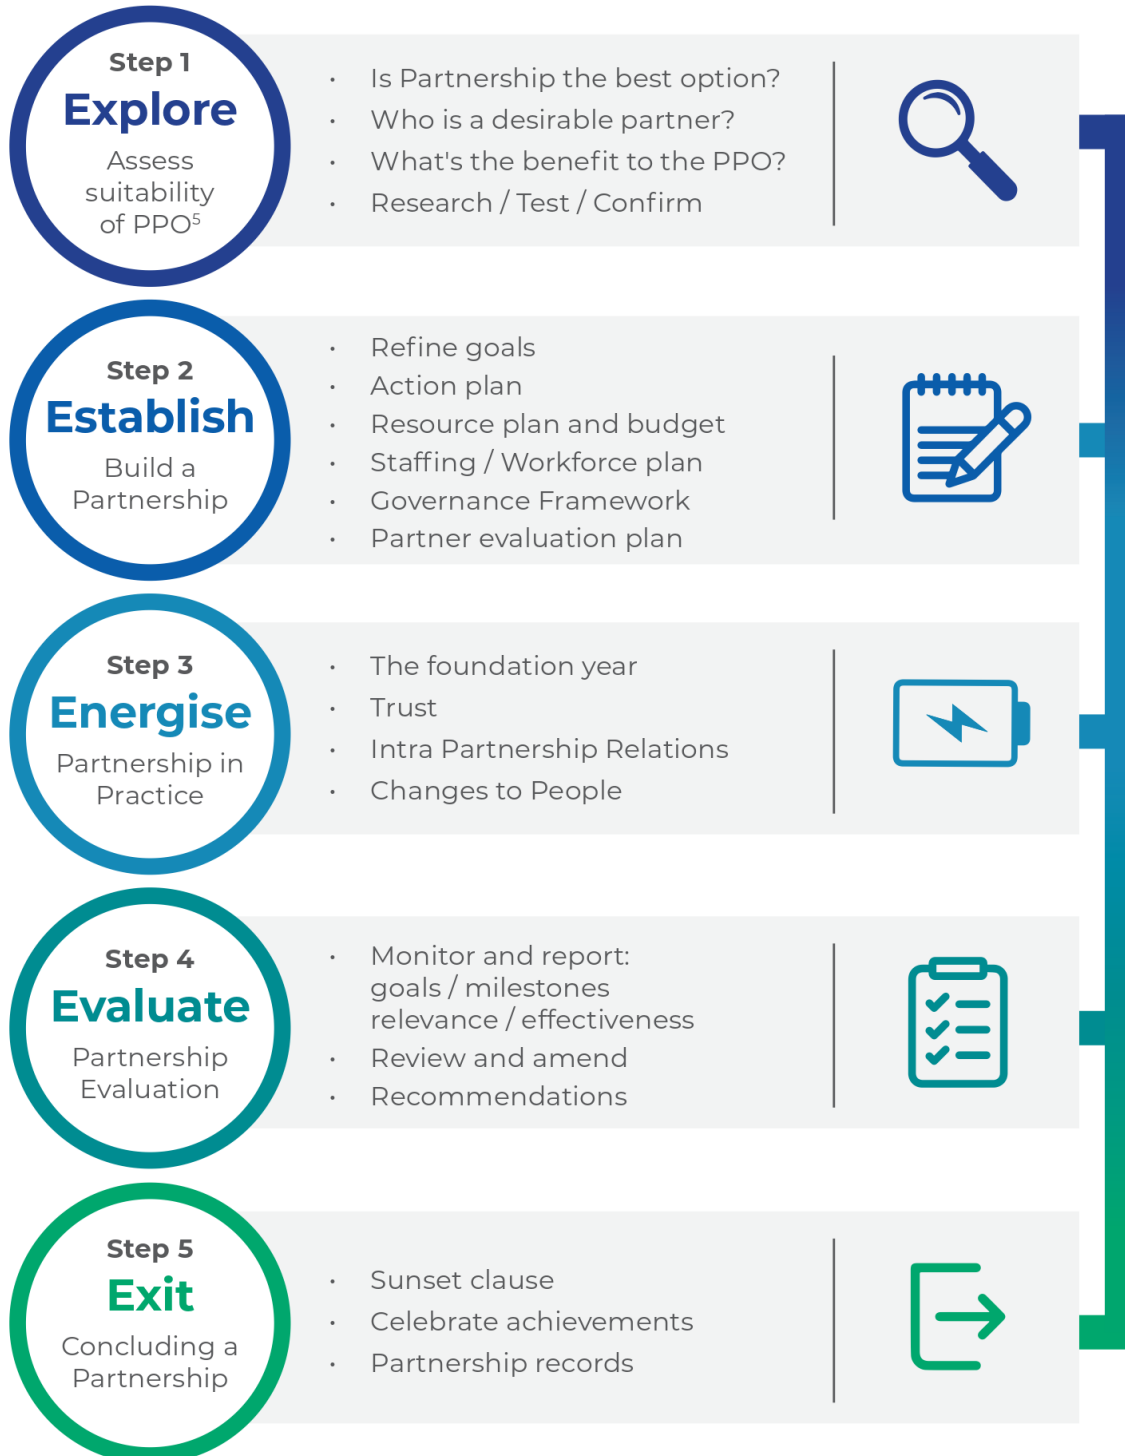 Step 1
Explore
Assess
suitability
of PPO⁵
• Is Partnership the best option?
• Who is a desirable partner?
• What's the benefit to the PPO?
• Research / Test / Confirm
Step 2
Establish
Build a
Partnership
• Refine goals
• Action plan
• Resource plan and budget
• Staffing / Workforce plan
• Governance Framework
• Partner evaluation plan
Step 3
Energise
Partnership in
Practice
• The foundation year
• Trust
• Intra Partnership Relations
• Changes to People
Step 4
Evaluate
Partnership
Evaluation
• Monitor and report:
goals / milestones
relevance / effectiveness
• Review and amend
• Recommendations
Step 5
Exit
Concluding a
Partnership
• Sunset clause
• Celebrate achievements
• Partnership records